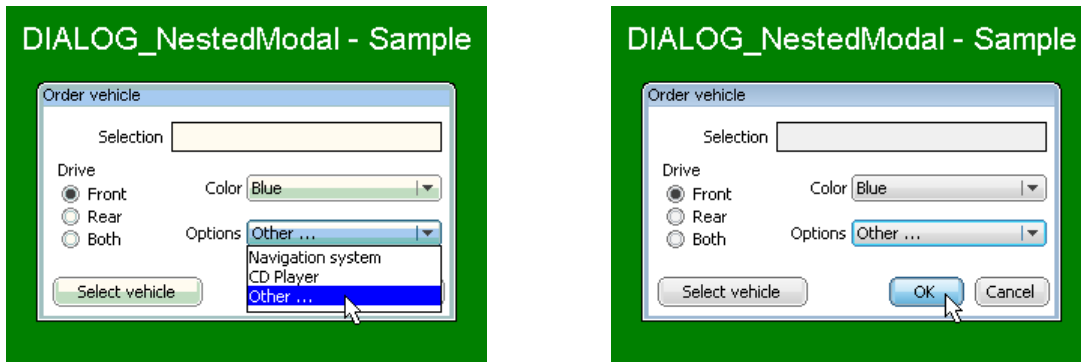 DIALOG_NestedModal - Sample
Order vehicle
Selection
Drive
Front
Rear
Both
Color Blue
Options Other ...
Navigation system
CD Player
Other ...
Select vehicle
DIALOG_NestedModal - Sample
Order vehicle
Selection
Drive
Front
Rear
Both
Color Blue
Options Other ...
Select vehicle
OK
Cancel